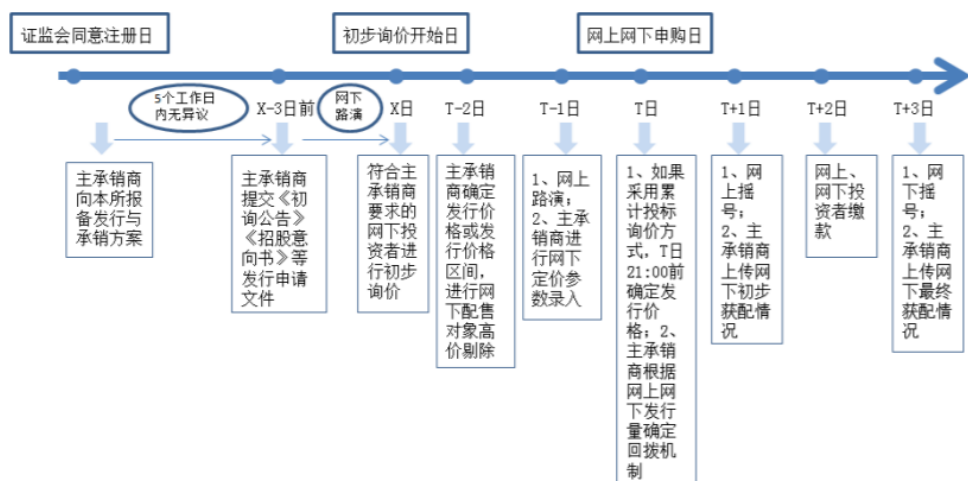 证监会同意注册日
初步询价开始日
网上网下申购日
5个工作日
内无异议
X-3日前
网下
路演
X日
T-2日
T-1日
T日
T+1日
T+2日
T+3日
主承销商
向本所报
备发行与
承销方案
主承销商
提交《初
询公告》
《招股意
向书》等
发行申请
文件
符合主
承销商
要求的
网下投
资者进
行初步
询价
主承销
商确定
发行价
格或发
行价格
区间，
进行网
下配售
对象高
价剔除
1、网上
路演；
2、主承
销商进
行网下
定价参
数录入
1、如果
采用累
计投标
询价方
式，T日
21:00前
确定发
行价
格；2、
主承销
商根据
网上网
下发行
量确定
回拨机
制
1、网
上摇
号；
2、主承
销商上
传网下
初步获
配情况
网上、
网下投
资者缴
款
1、网
下摇
号；
2、主
承销商
上传网
下最终
获配情
况